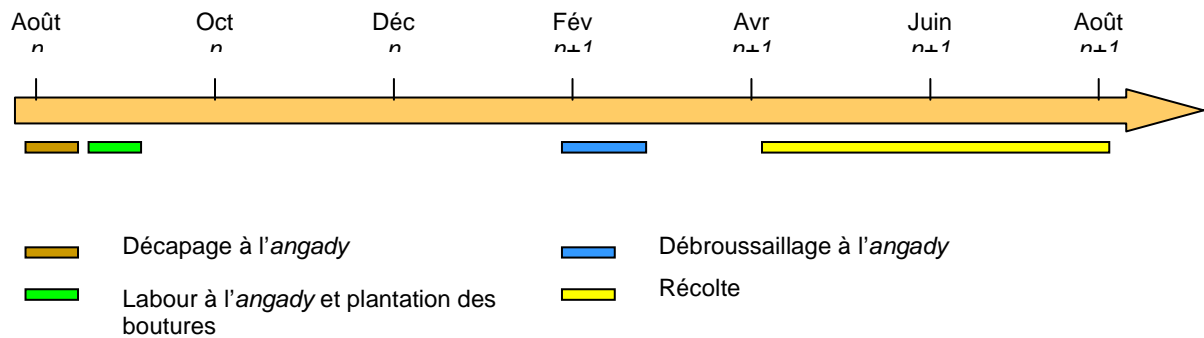 Août Oct Déc Fév Avr Juin Août
n n n n+1 n+1 n+1 n+1
Décapage à l’angady
Débroussaillage à l’angady
Labour à l’angady et plantation des
boutures
Récolte